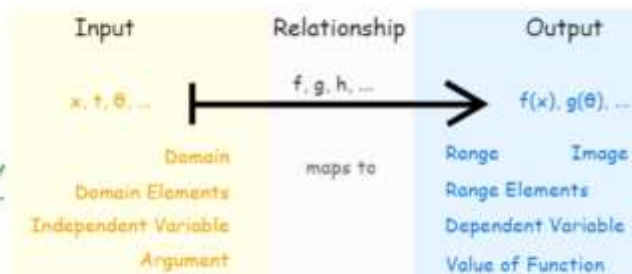 Input Relationship Output
x, t, θ, ... f, g, h, ... f(x), g(θ), ...
Domain maps to Range Image
Domain Elements Range Elements
Independent Variable Dependent Variable
Argument Value of Function